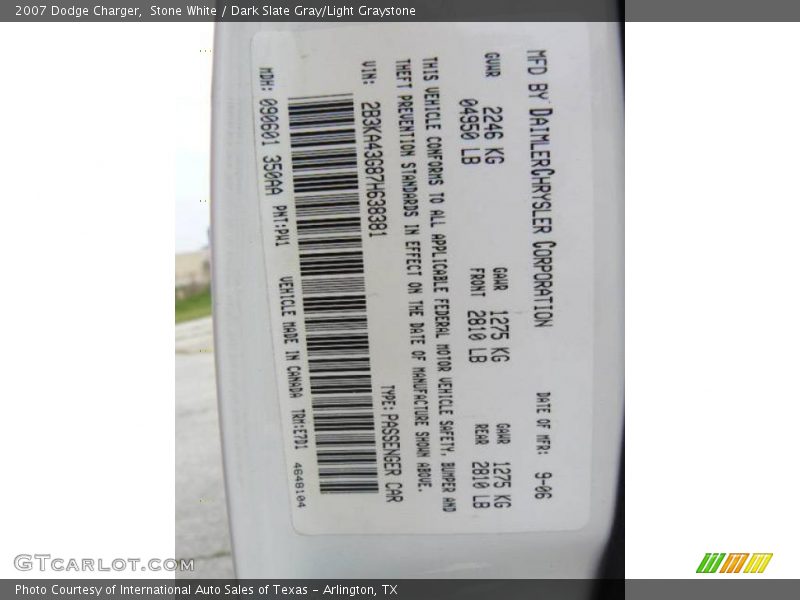 2007 Dodge Charger,  Stone White / Dark Slate Gray/Light Graystone
MFD BY DAIMLERCHRYSLER CORPORATION DATE OF MFR: 9-06
GVWR 2246 KG 04950 LB
GAWR FRONT 1275 KG 2810 LB
GAWR REAR 1275 KG 2810 LB
THIS VEHICLE CONFORMS TO ALL APPLICABLE FEDERAL MOTOR VEHICLE SAFETY, BUMPER AND
THEFT PREVENTION STANDARDS IN EFFECT ON THE DATE OF MANUFACTURE SHOWN ABOVE.
VIN: 2B3KA43G87H638381 TYPE: PASSENGER CAR
MDH: 090601 350AA PNT:PW1 VEHICLE MADE IN CANADA TRM:E7D1 4648104
GTcarlot.com
Photo Courtesy of International Auto Sales of Texas - Arlington, TX